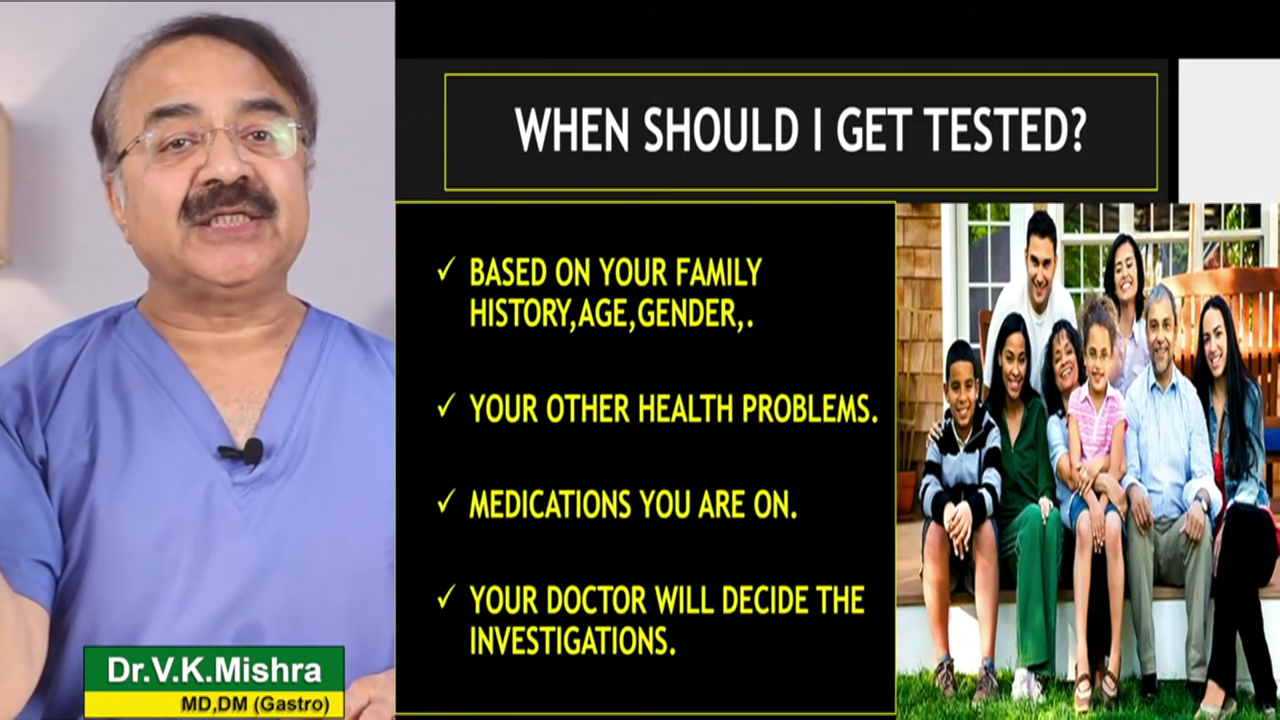 WHEN SHOULD I GET TESTED?
✓ BASED ON YOUR FAMILY
HISTORY,AGE,GENDER,.
✓ YOUR OTHER HEALTH PROBLEMS.
✓ MEDICATIONS YOU ARE ON.
✓ YOUR DOCTOR WILL DECIDE THE
INVESTIGATIONS.
Dr.V.K.Mishra
MD,DM (Gastro)